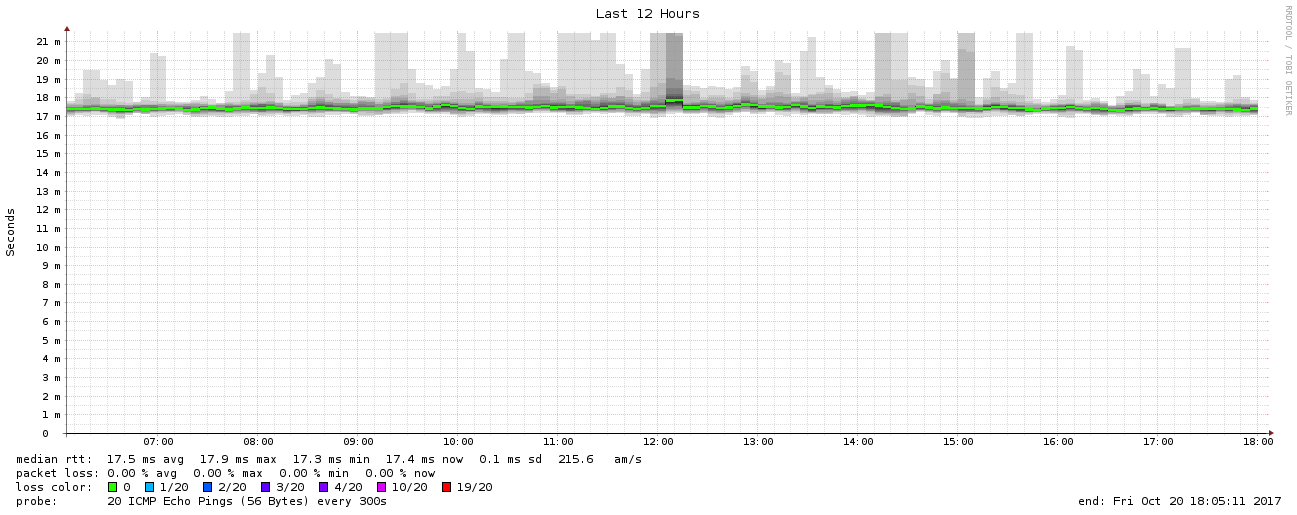 Last 12 Hours
RRDTOOL / TOBI OETIKER
Seconds
21 m
20 m
19 m
18 m
17 m
16 m
15 m
14 m
13 m
12 m
11 m
10 m
9 m
8 m
7 m
6 m
5 m
4 m
3 m
2 m
1 m
0
07:00 08:00 09:00 10:00 11:00 12:00 13:00 14:00 15:00 16:00 17:00 18:00
median rtt: 17.5 ms avg 17.9 ms max 17.3 ms min 17.4 ms now 0.1 ms sd 215.6 am/s
packet loss: 0.00 % avg 0.00 % max 0.00 % min 0.00 % now
loss color: 0 1/20 2/20 3/20 4/20 10/20 19/20
probe: 20 ICMP Echo Pings (56 Bytes) every 300s end: Fri Oct 20 18:05:11 2017